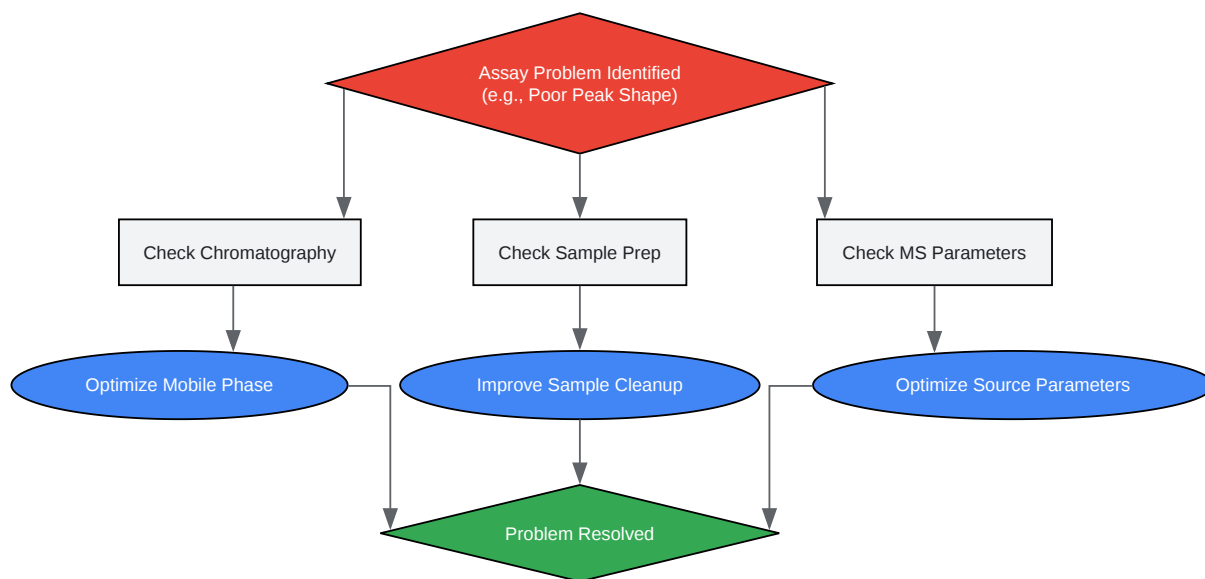 Assay Problem Identified
(e.g., Poor Peak Shape)
Check Chromatography
Check Sample Prep
Check MS Parameters
Optimize Mobile Phase
Improve Sample Cleanup
Optimize Source Parameters
Problem Resolved